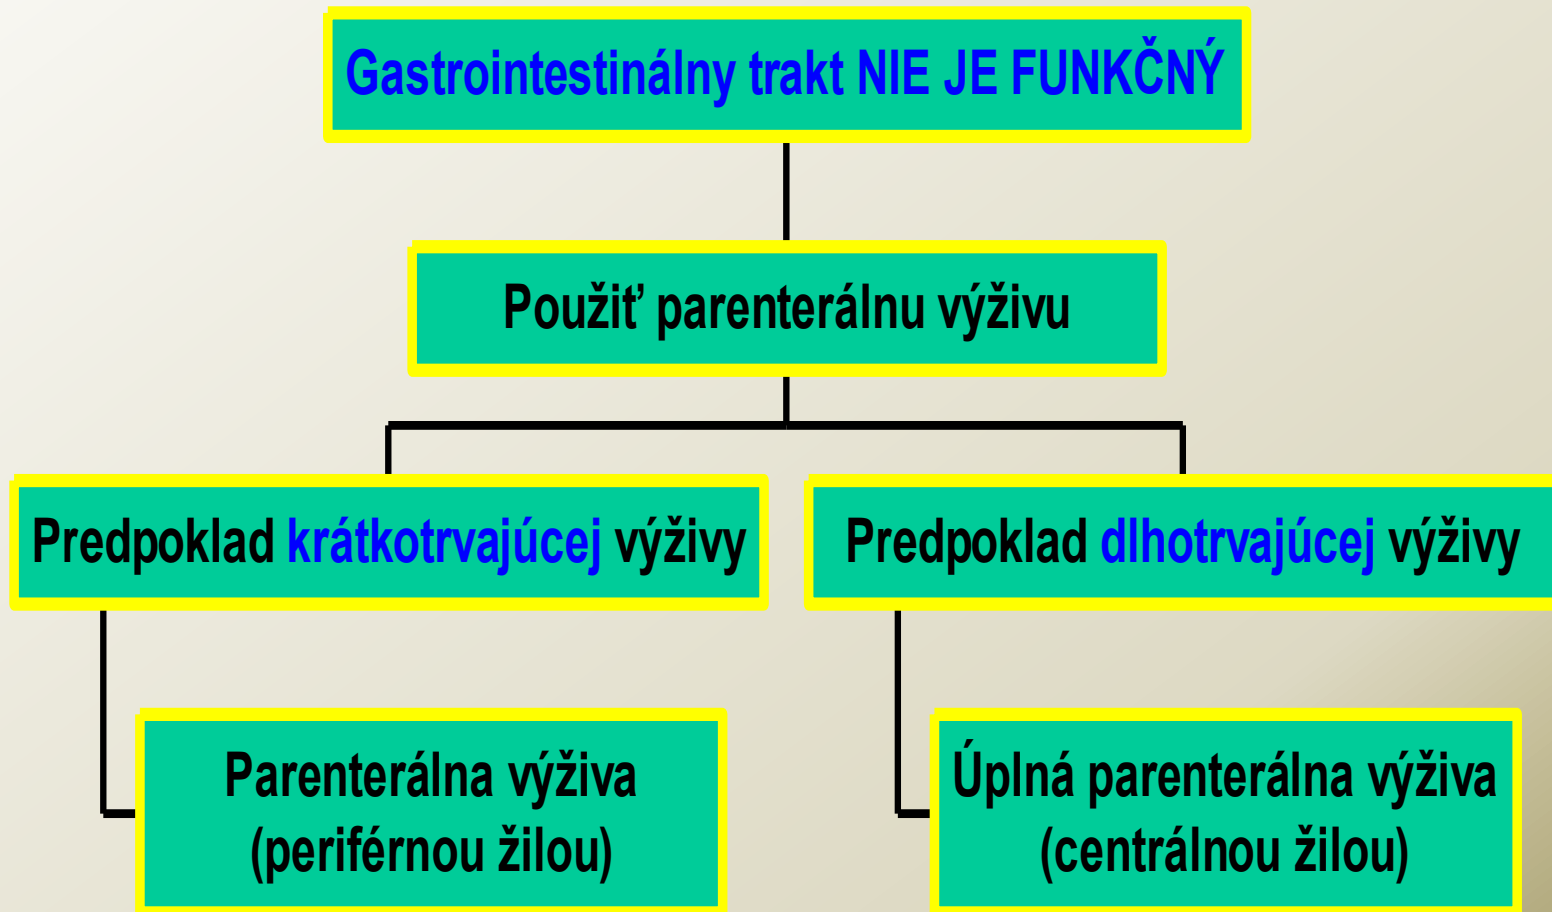 Gastrointestinálny trakt NIE JE FUNKČNÝ
Použiť parenterálnu výživu
Predpoklad krátkotrvajúcej výživy
Predpoklad dlhotrvajúcej výživy
Parenterálna výživa
(periférnou žilou)
Úplná parenterálna výživa
(centrálnou žilou)